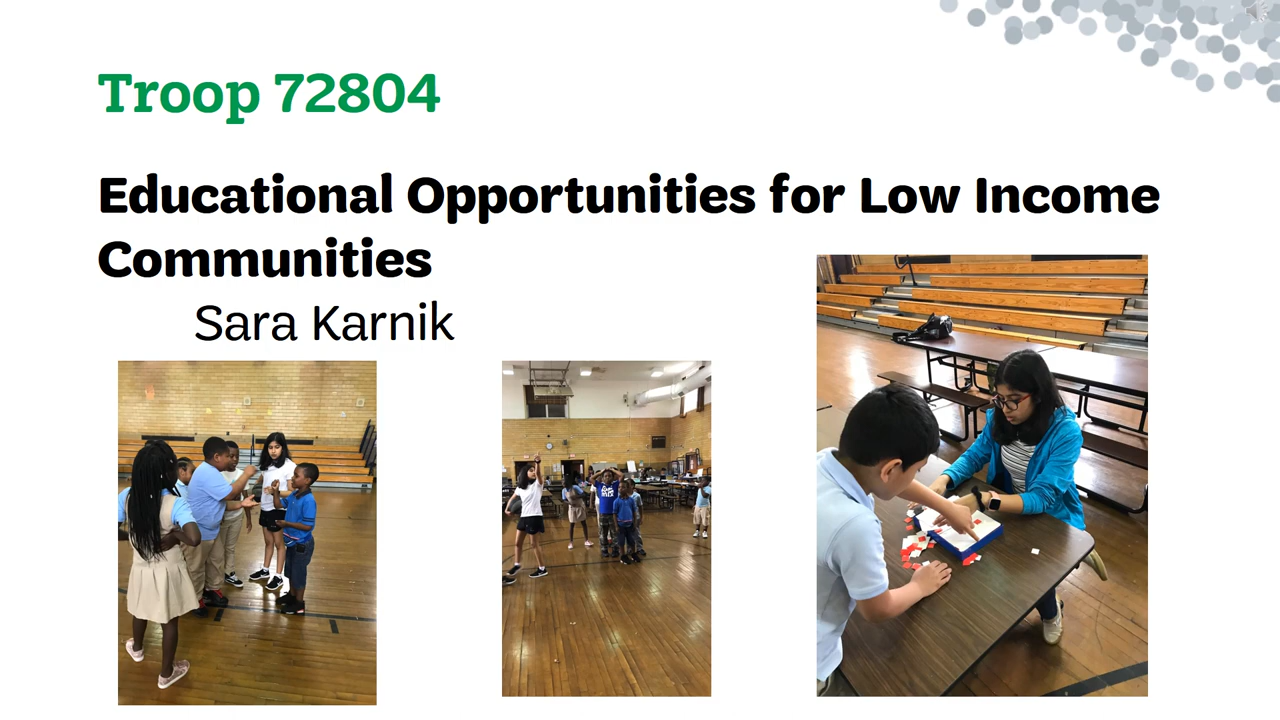 Troop 72804
Educational Opportunities for Low Income
Communities
Sara Karnik